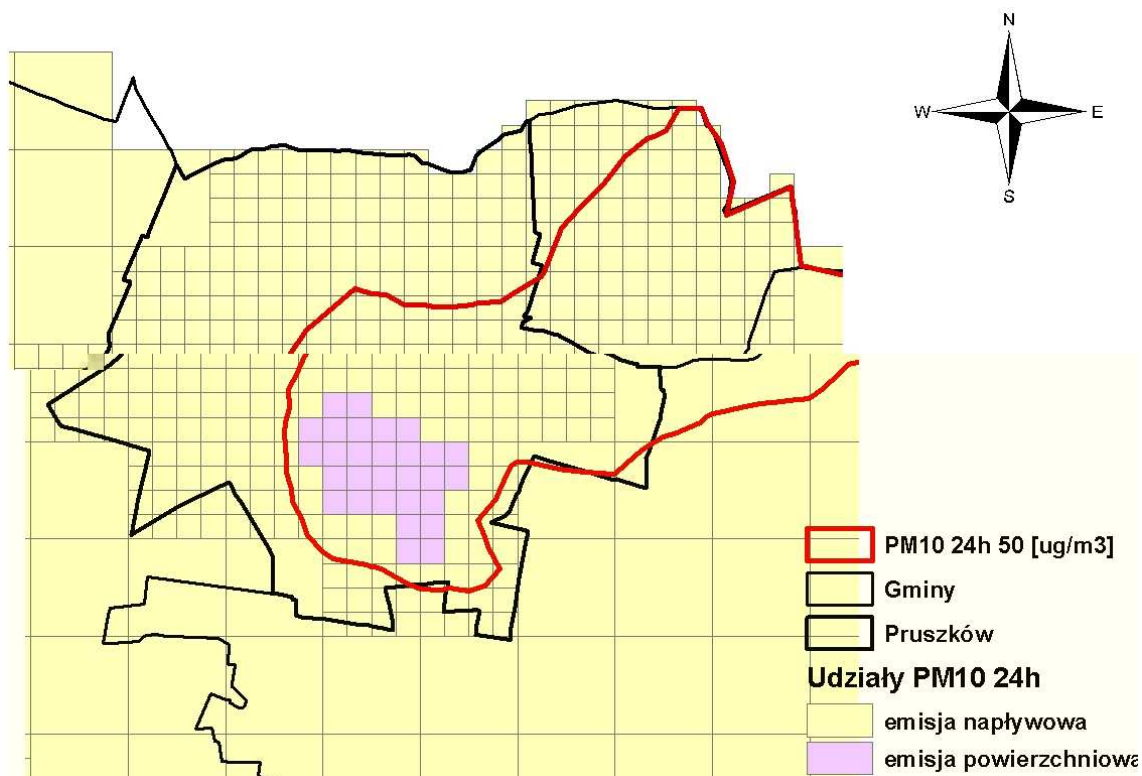 N
W
E
S
PM10 24h 50 [ug/m3]
Gminy
Pruszków
Udziały PM10 24h
emisja napływowa
emisja powierzchniowa